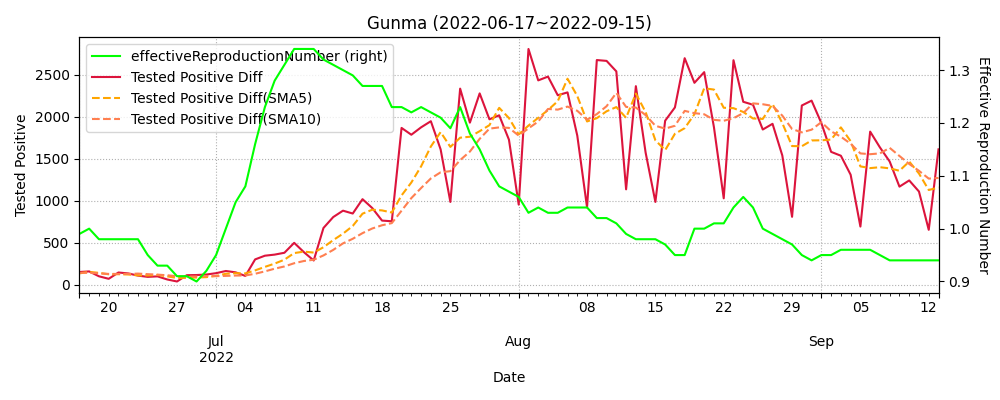 Gunma (2022-06-17~2022-09-15)
effectiveReproductionNumber (right)
Tested Positive Diff
Tested Positive Diff(SMA5)
Tested Positive Diff(SMA10)
Tested Positive
2500
2000
1500
1000
500
0
1.3
1.2
1.1
1.0
0.9
Effective Reproduction Number
20 27 04 11 18 25 08 15 22 29 05 12
Jul Aug Sep
2022
Date